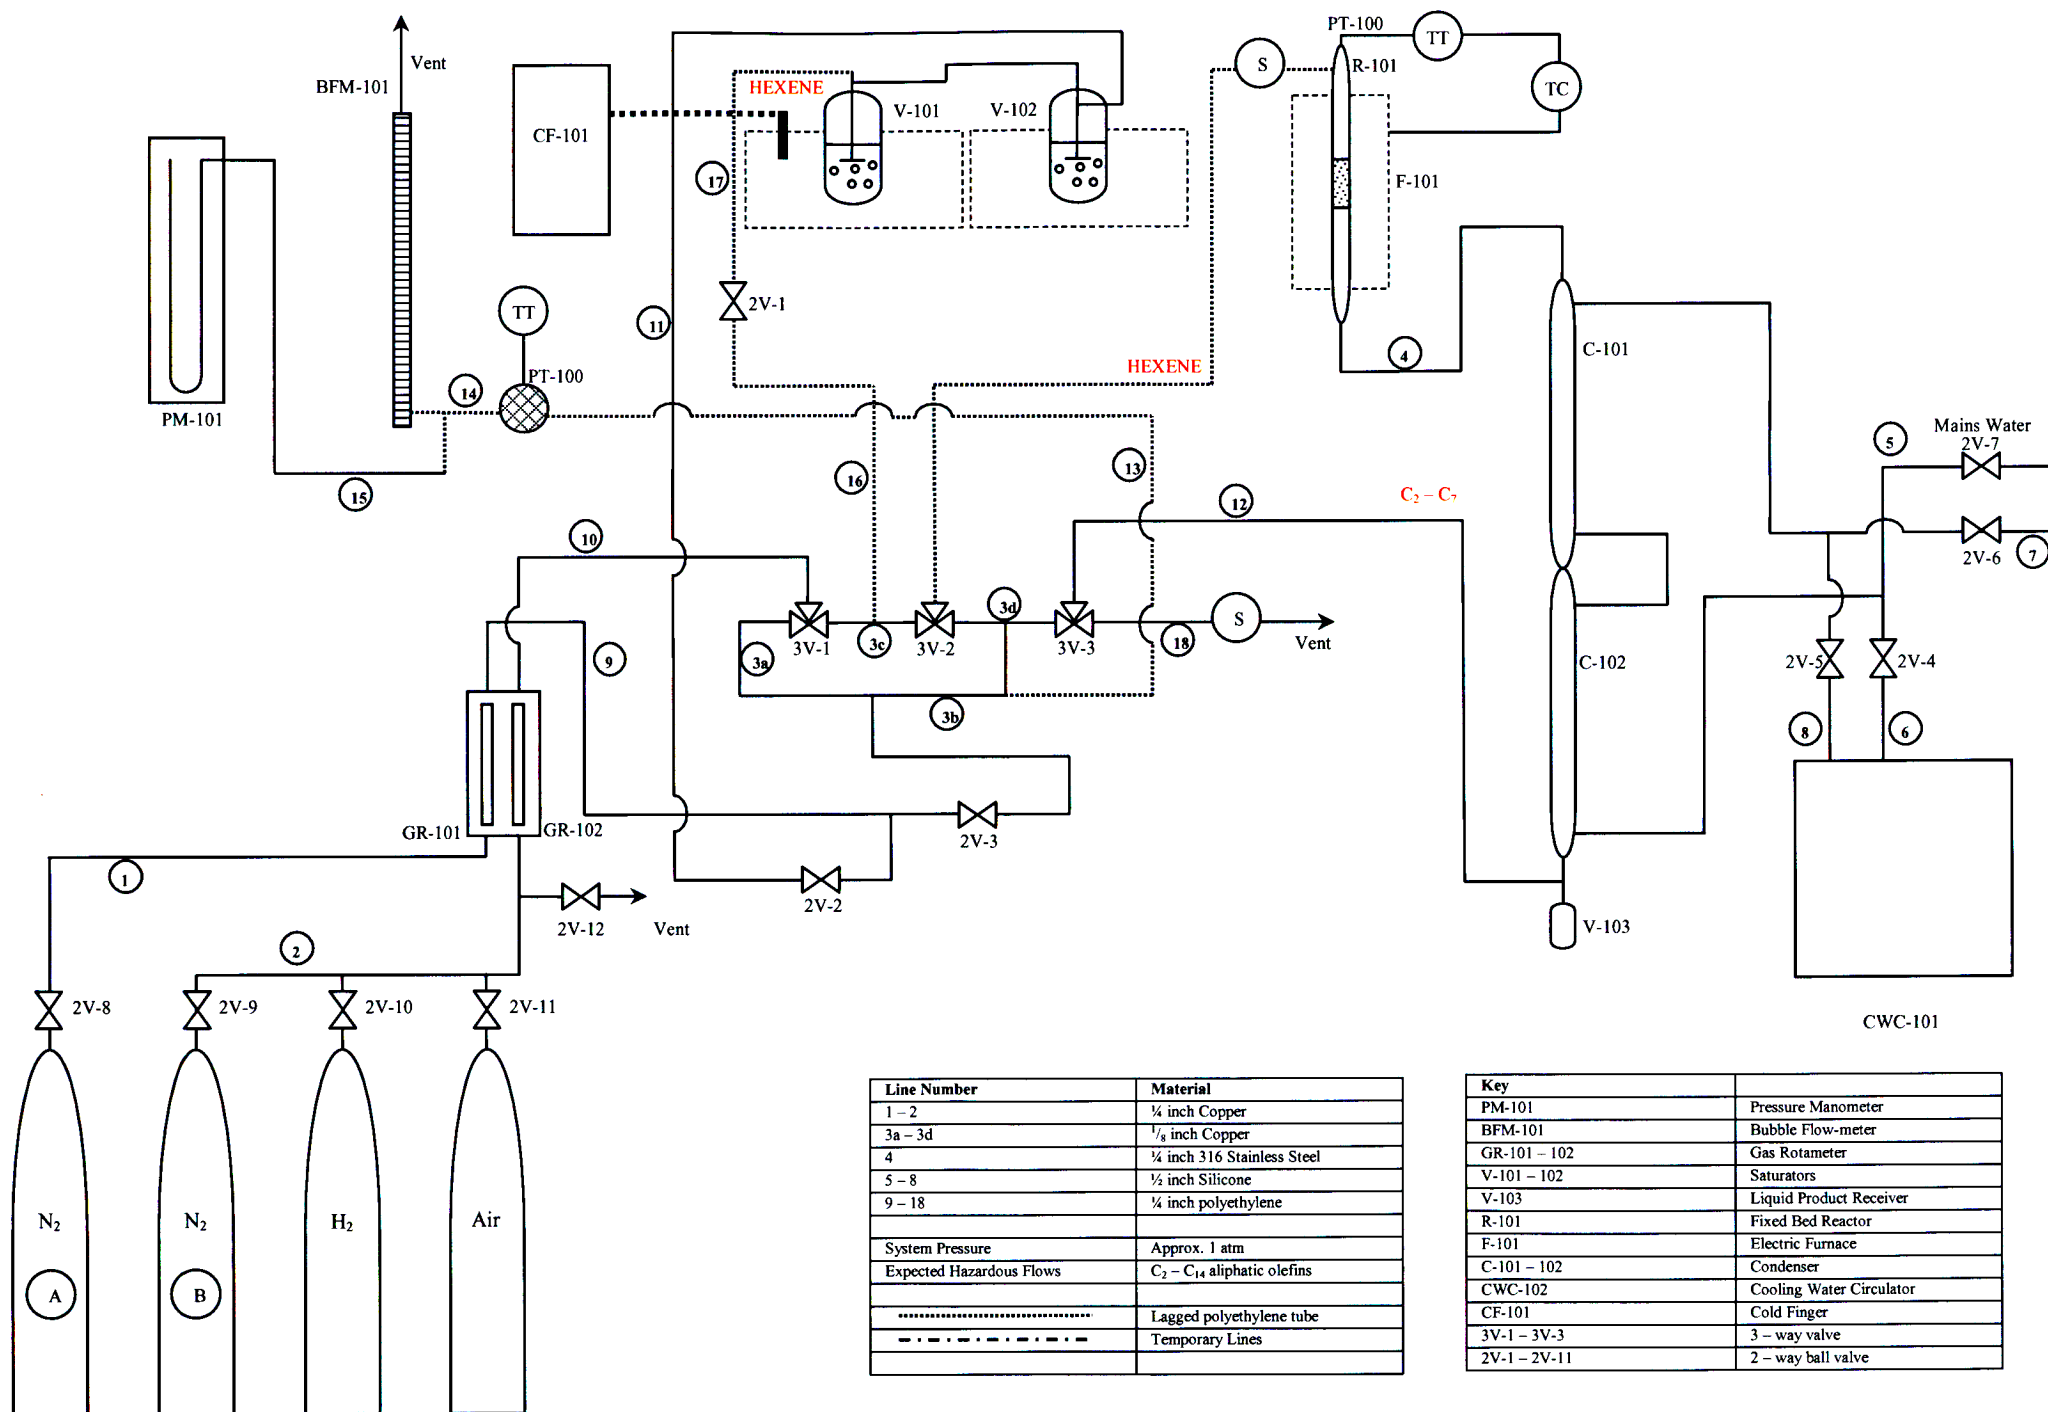 PT-100
TT
Vent
BFM-101
S
R-101
HEXENE
TC
V-101
V-102
CF-101
17
F-101
TT
2V-1
11
4
C-101
HEXENE
PT-100
14
PM-101
Mains Water
2V-7
5
13
16
15
12
C₂ – C₇
10
2V-6
7
3d
S
3a
3V-1
3c
3V-2
3V-3
18
Vent
9
2V-5
2V-4
C-102
3b
8
6
GR-101
GR-102
2V-3
1
2V-2
2V-12
Vent
V-103
2
2V-8
2V-9
2V-10
2V-11
CWC-101
N₂
N₂
H₂
Air
A
B
Line Number Material
1 – 2 ¼ inch Copper
3a – 3d ¹/₈ inch Copper
4 ¼ inch 316 Stainless Steel
5 – 8 ½ inch Silicone
9 – 18 ¼ inch polyethylene
System Pressure Approx. 1 atm
Expected Hazardous Flows C₂ – C₁₄ aliphatic olefins
Lagged polyethylene tube
Temporary Lines
Key
PM-101 Pressure Manometer
BFM-101 Bubble Flow-meter
GR-101 – 102 Gas Rotameter
V-101 – 102 Saturators
V-103 Liquid Product Receiver
R-101 Fixed Bed Reactor
F-101 Electric Furnace
C-101 – 102 Condenser
CWC-102 Cooling Water Circulator
CF-101 Cold Finger
3V-1 – 3V-3 3 – way valve
2V-1 – 2V-11 2 – way ball valve